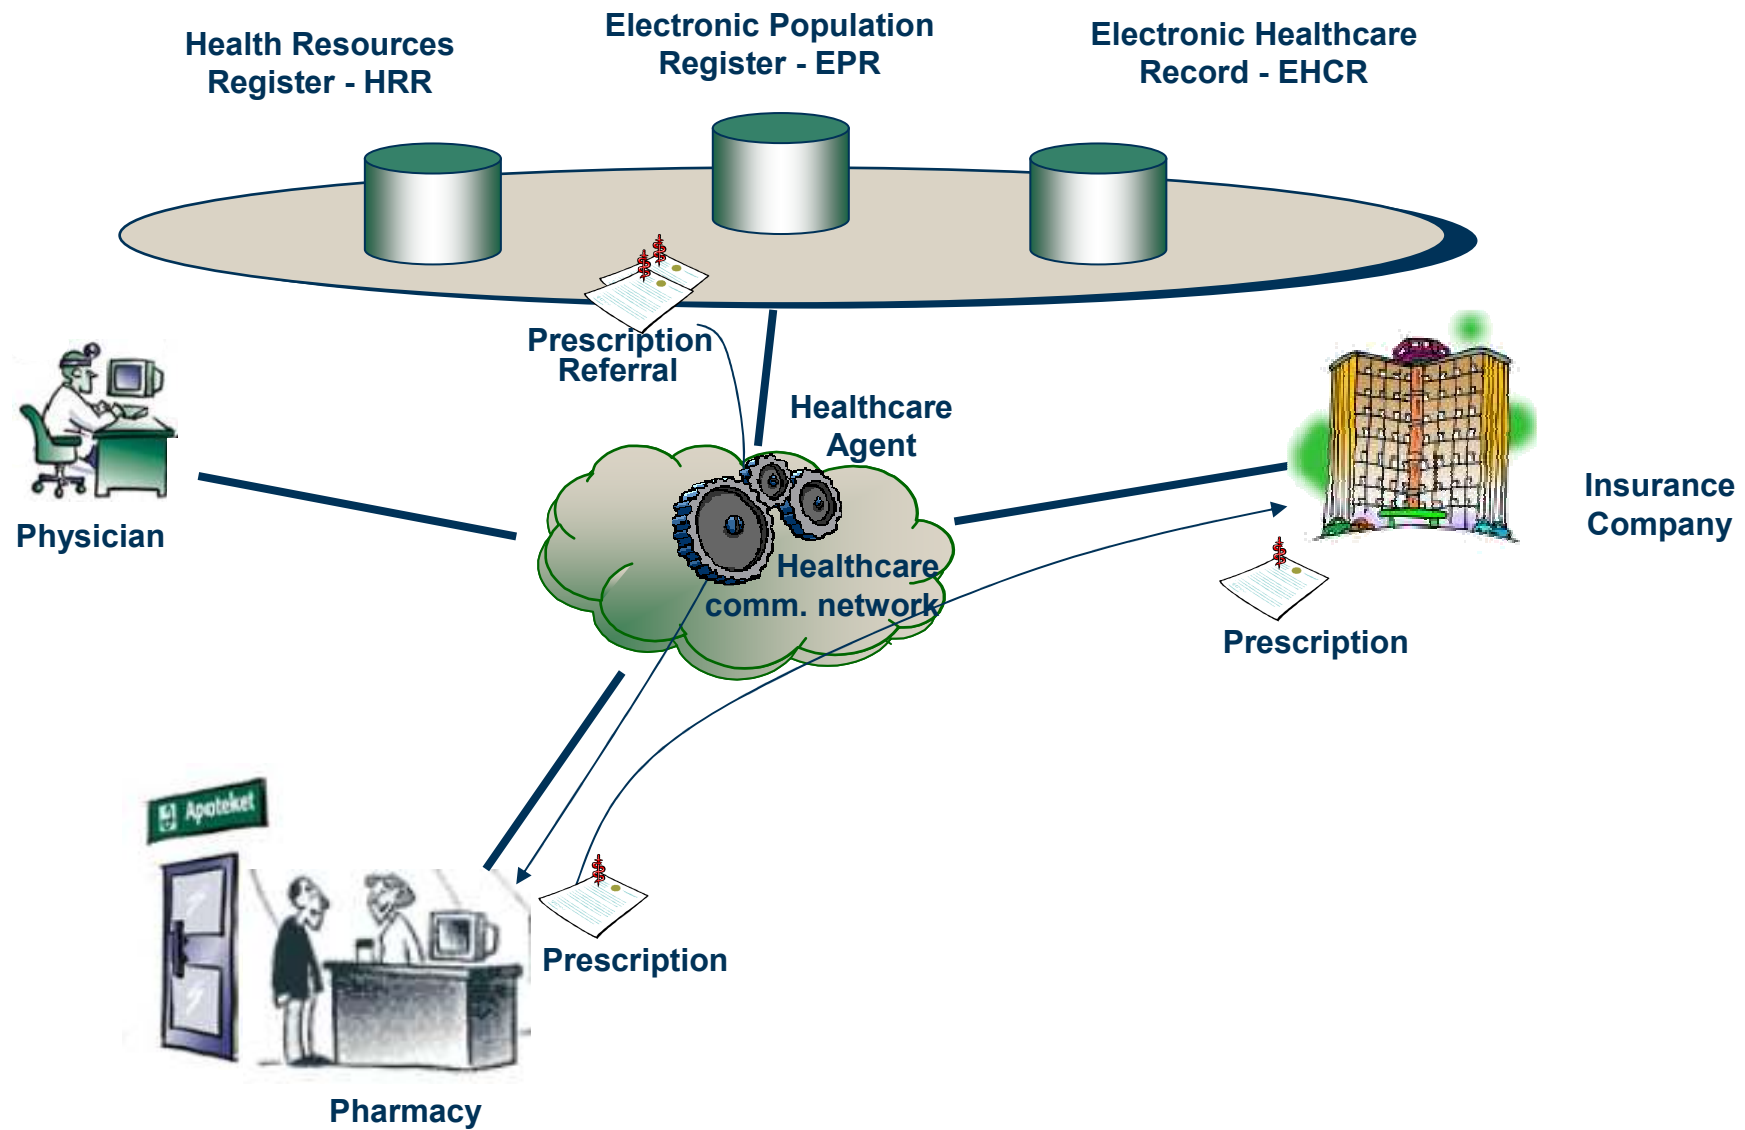 Health Resources
Register - HRR
Electronic Population
Register - EPR
Electronic Healthcare
Record - EHCR
Prescription
Referral
Healthcare
Agent
Physician
Insurance
Company
Healthcare
comm. network
Prescription
Apoteket
Prescription
Pharmacy